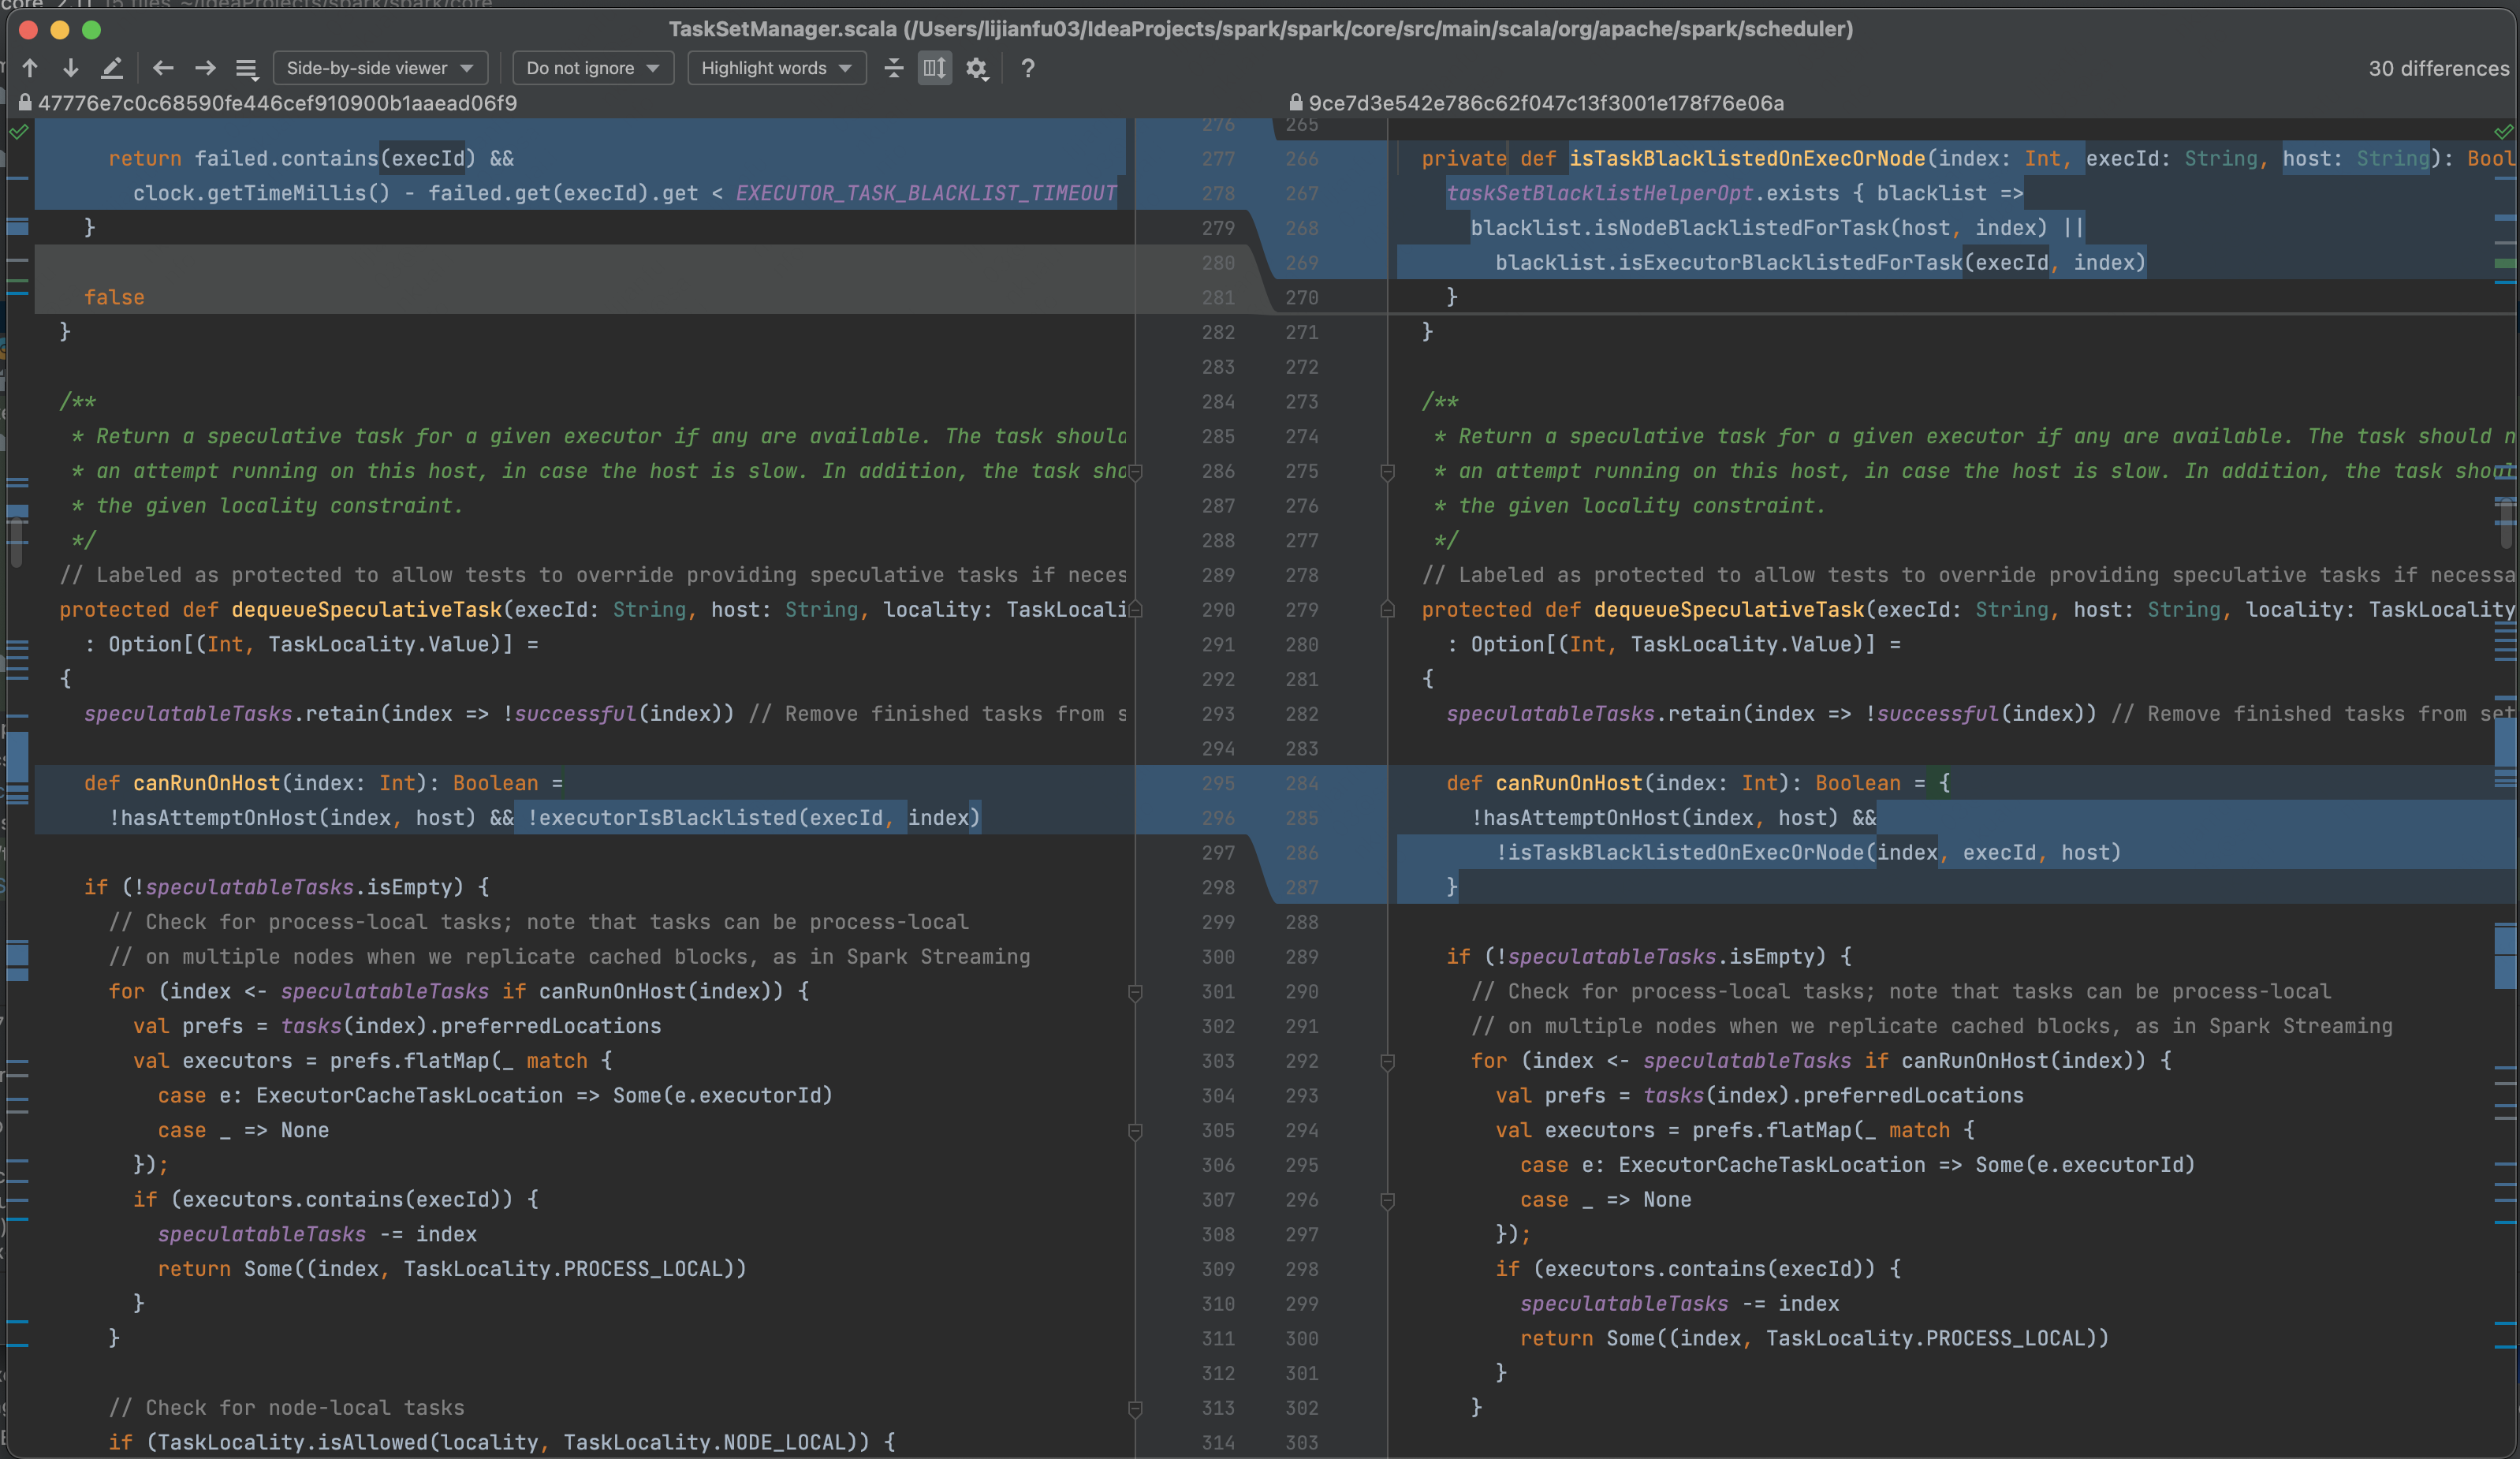 TaskSetManager.scala (/Users/lijianfu03/IdeaProjects/spark/spark/core/src/main/scala/org/apache/spark/scheduler)
Side-by-side viewer Do not ignore Highlight words ? 30 differences
47776e7c0c68590fe446cef910900b1aaead06f9
276
return failed.contains(execId) && 277
clock.getTimeMillis() - failed.get(execId).get < EXECUTOR_TASK_BLACKLIST_TIMEOUT 278
} 279
280
false 281
} 282
283
/** 284
* Return a speculative task for a given executor if any are available. The task should 285
* an attempt running on this host, in case the host is slow. In addition, the task sho 286
* the given locality constraint. 287
*/ 288
// Labeled as protected to allow tests to override providing speculative tasks if neces 289
protected def dequeueSpeculativeTask(execId: String, host: String, locality: TaskLocali 290
: Option[(Int, TaskLocality.Value)] = 291
{ 292
speculatableTasks.retain(index => !successful(index)) // Remove finished tasks from s 293
294
def canRunOnHost(index: Int): Boolean = 295
!hasAttemptOnHost(index, host) && !executorIsBlacklisted(execId, index) 296
297
if (!speculatableTasks.isEmpty) { 298
// Check for process-local tasks; note that tasks can be process-local 299
// on multiple nodes when we replicate cached blocks, as in Spark Streaming 300
for (index <- speculatableTasks if canRunOnHost(index)) { 301
val prefs = tasks(index).preferredLocations 302
val executors = prefs.flatMap(_ match { 303
case e: ExecutorCacheTaskLocation => Some(e.executorId) 304
case _ => None 305
}); 306
if (executors.contains(execId)) { 307
speculatableTasks -= index 308
return Some((index, TaskLocality.PROCESS_LOCAL)) 309
} 310
} 311
312
// Check for node-local tasks 313
if (TaskLocality.isAllowed(locality, TaskLocality.NODE_LOCAL)) { 314
9ce7d3e542e786c62f047c13f3001e178f76e06a
265
266 private def isTaskBlacklistedOnExecOrNode(index: Int, execId: String, host: String): Bool
267 taskSetBlacklistHelperOpt.exists { blacklist =>
268 blacklist.isNodeBlacklistedForTask(host, index) ||
269 blacklist.isExecutorBlacklistedForTask(execId, index)
270 }
271 }
272
273 /**
274 * Return a speculative task for a given executor if any are available. The task should n
275 * an attempt running on this host, in case the host is slow. In addition, the task shoul
276 * the given locality constraint.
277 */
278 // Labeled as protected to allow tests to override providing speculative tasks if necessa
279 protected def dequeueSpeculativeTask(execId: String, host: String, locality: TaskLocality
280 : Option[(Int, TaskLocality.Value)] =
281 {
282 speculatableTasks.retain(index => !successful(index)) // Remove finished tasks from set
283
284 def canRunOnHost(index: Int): Boolean = {
285 !hasAttemptOnHost(index, host) &&
286 !isTaskBlacklistedOnExecOrNode(index, execId, host)
287 }
288
289 if (!speculatableTasks.isEmpty) {
290 // Check for process-local tasks; note that tasks can be process-local
291 // on multiple nodes when we replicate cached blocks, as in Spark Streaming
292 for (index <- speculatableTasks if canRunOnHost(index)) {
293 val prefs = tasks(index).preferredLocations
294 val executors = prefs.flatMap(_ match {
295 case e: ExecutorCacheTaskLocation => Some(e.executorId)
296 case _ => None
297 });
298 if (executors.contains(execId)) {
299 speculatableTasks -= index
300 return Some((index, TaskLocality.PROCESS_LOCAL))
301 }
302 }
303